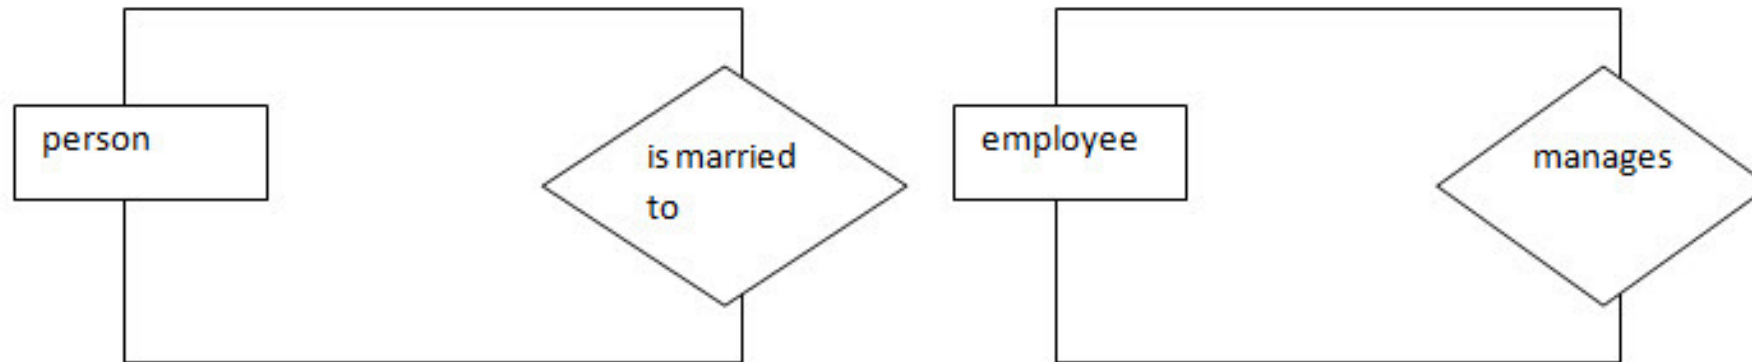 person
is married
to
employee
manages